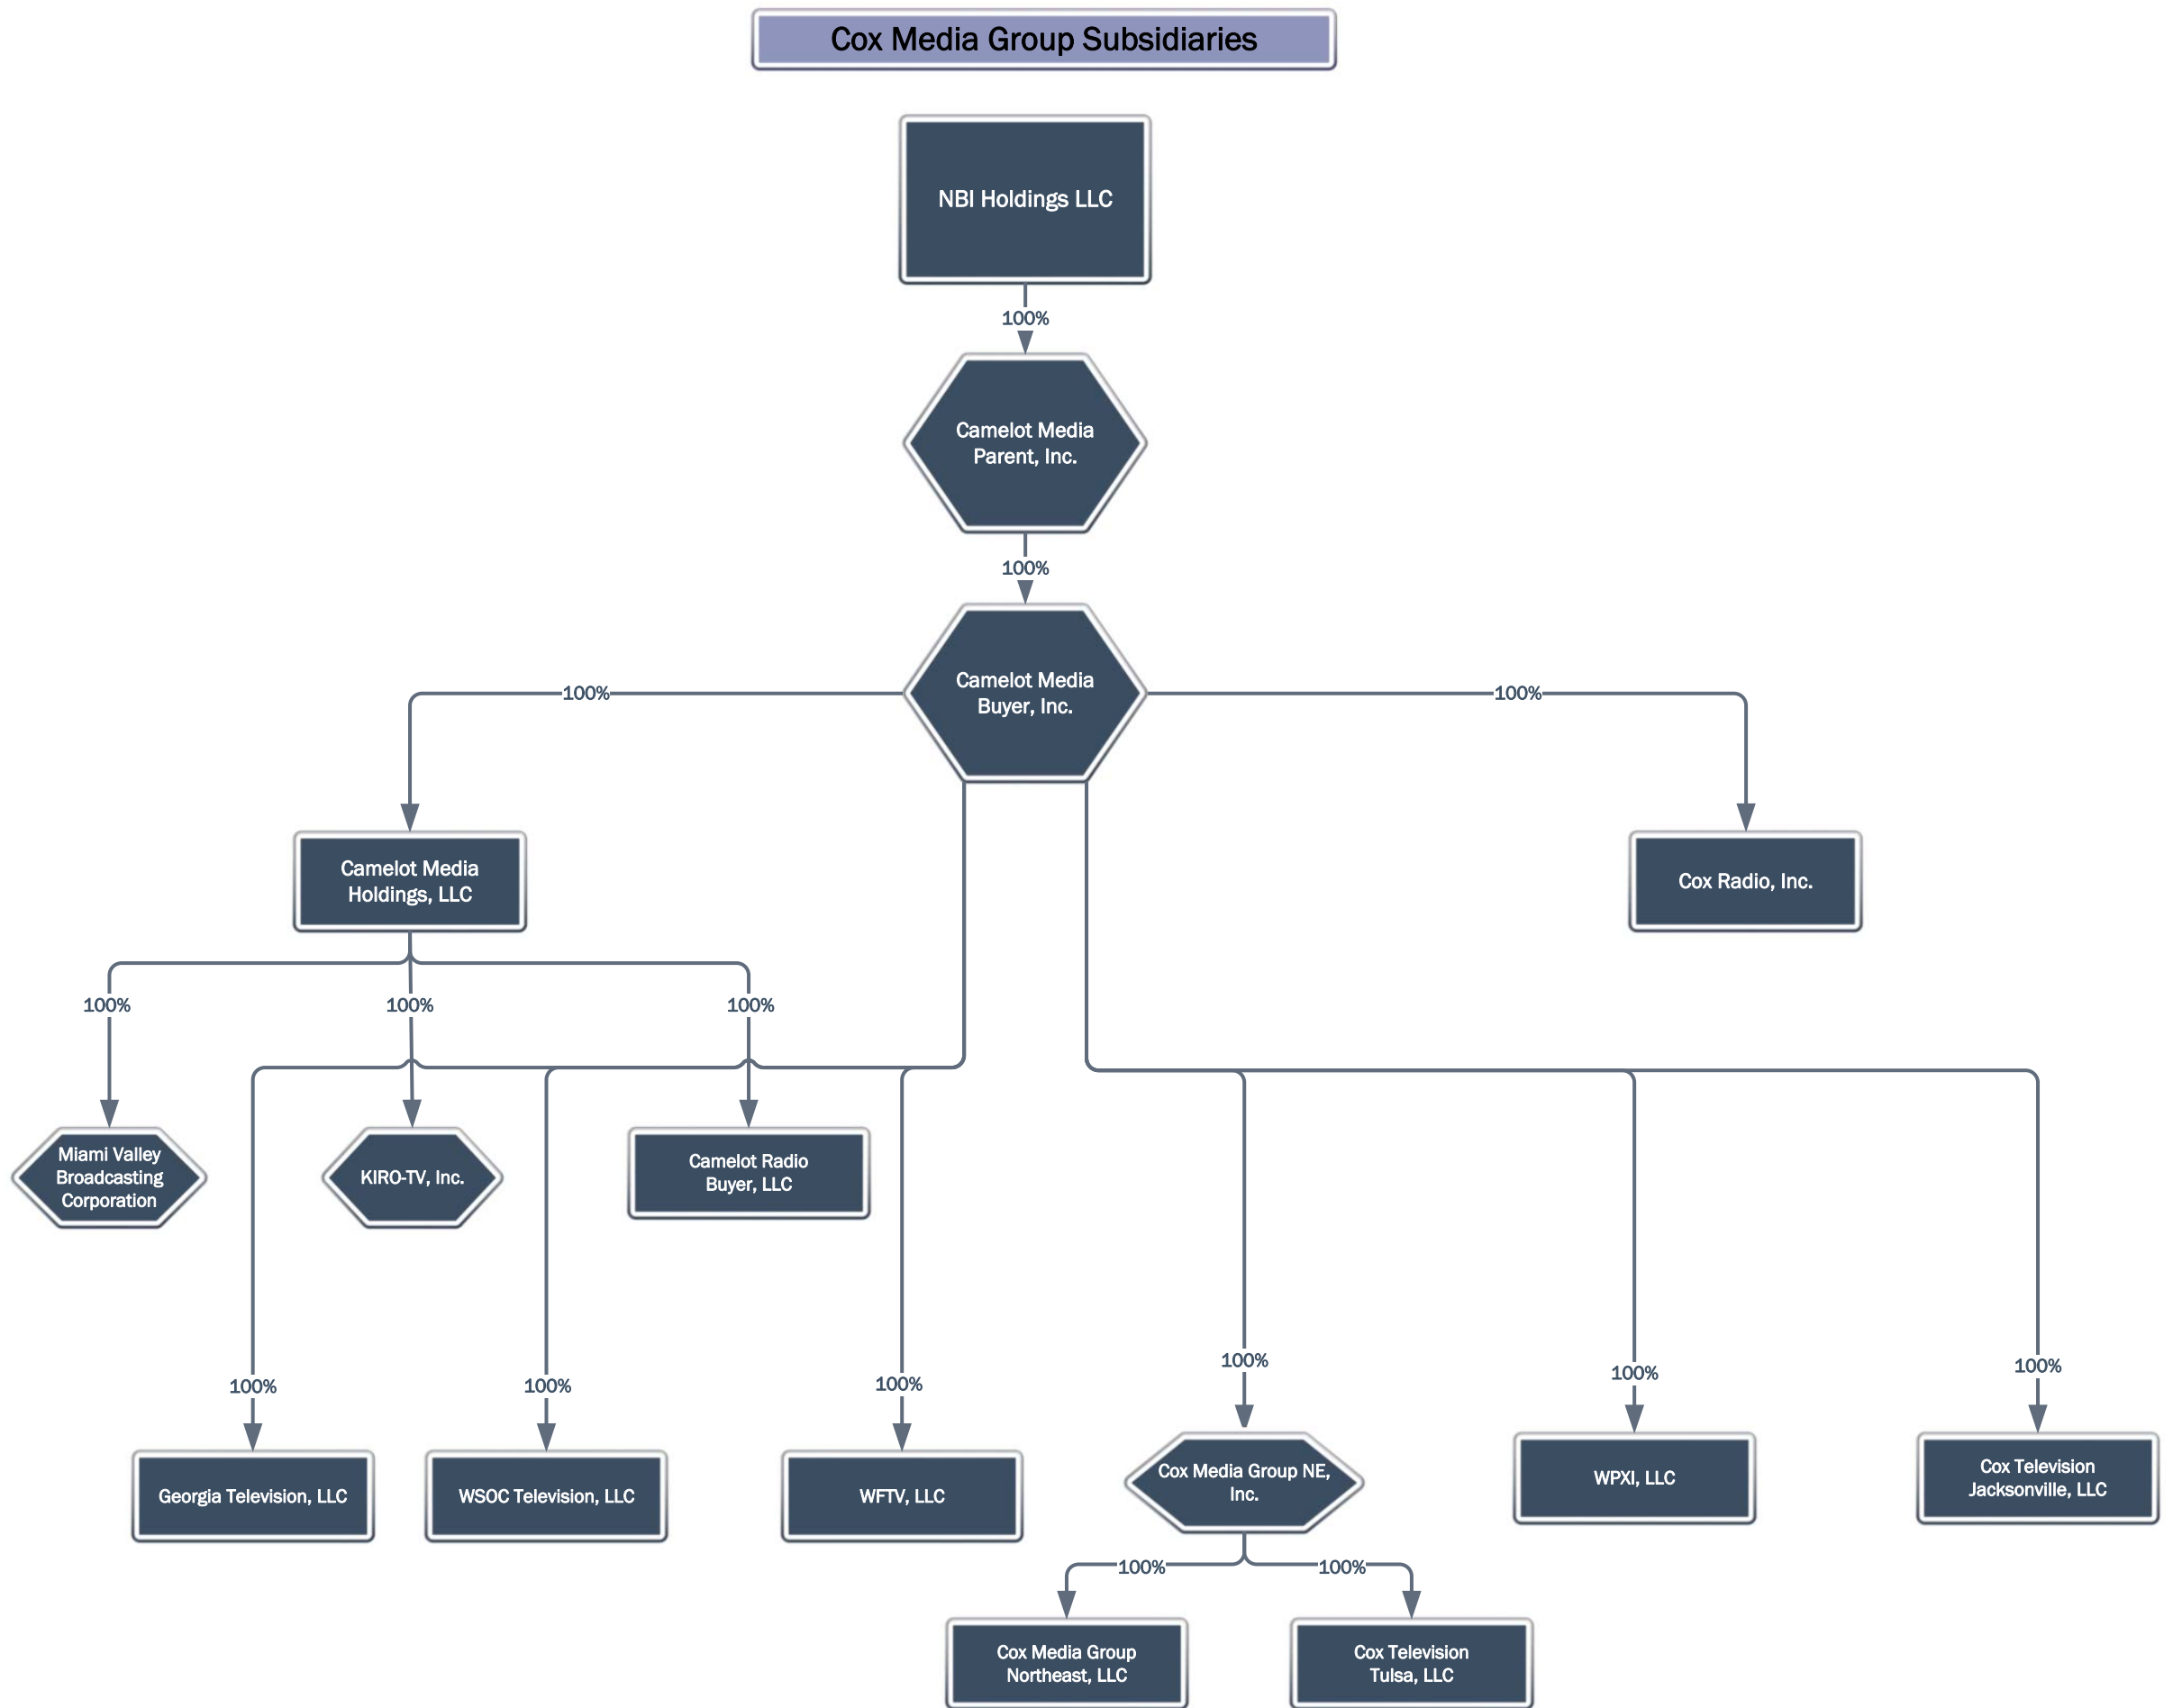 Cox Media Group Subsidiaries
NBI Holdings LLC
100%
Camelot Media
Parent, Inc.
100%
Camelot Media
Buyer, Inc.
100%
100%
Camelot Media
Holdings, LLC
Cox Radio, Inc.
100%
100%
100%
Miami Valley
Broadcasting
Corporation
KIRO-TV, Inc.
Camelot Radio
Buyer, LLC
100%
100%
100%
100%
100%
100%
Georgia Television, LLC
WSOC Television, LLC
WFTV, LLC
Cox Media Group NE,
Inc.
WPXI, LLC
Cox Television
Jacksonville, LLC
100%
100%
Cox Media Group
Northeast, LLC
Cox Television
Tulsa, LLC